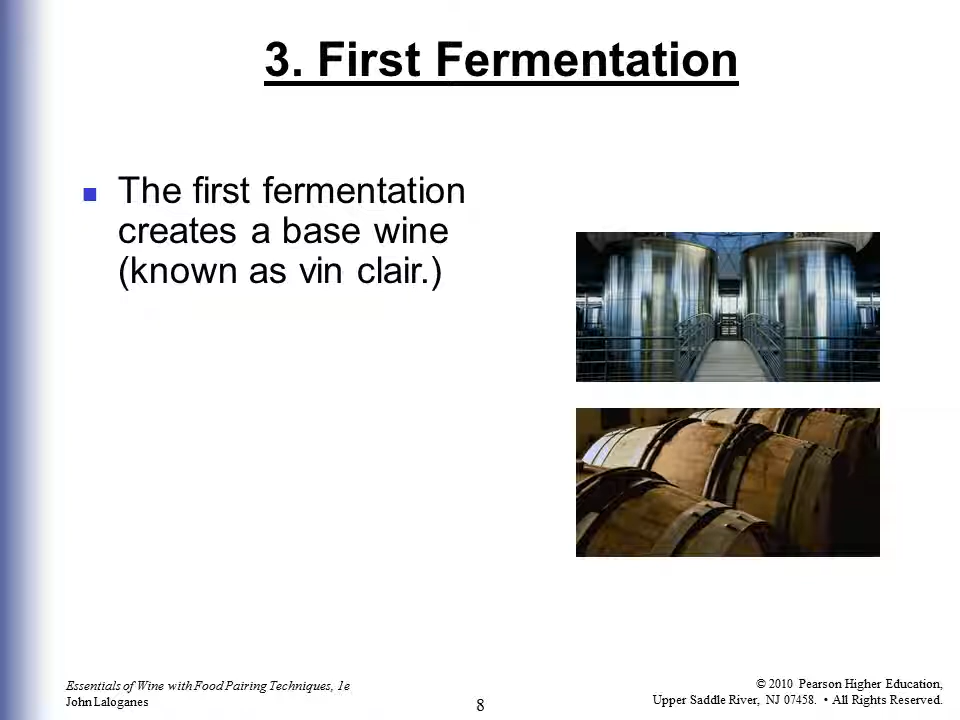 3. First Fermentation
The first fermentation
creates a base wine
(known as vin clair.)
Essentials of Wine with Food Pairing Techniques, 1e
John Laloganes
8
© 2010 Pearson Higher Education,
Upper Saddle River, NJ 07458. • All Rights Reserved.